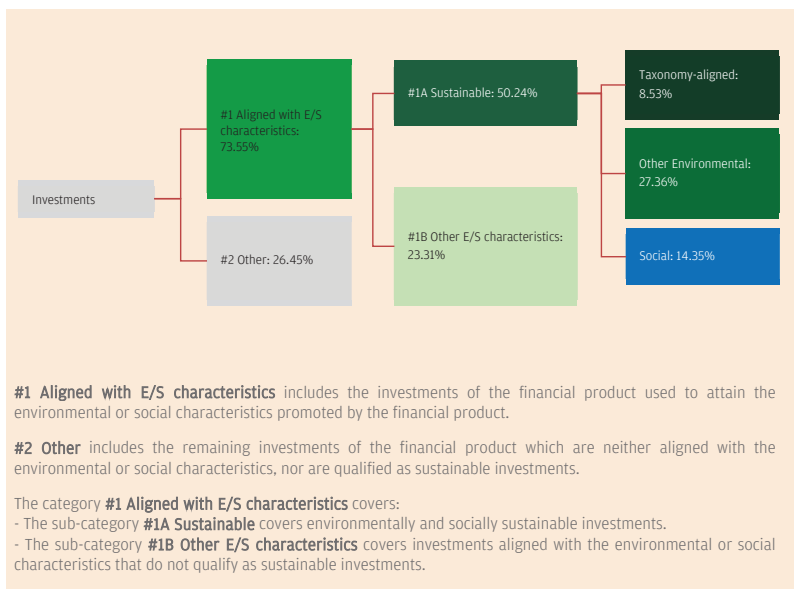 Investments
#1 Aligned with E/S
characteristics:
73.55%
#2 Other: 26.45%
#1A Sustainable: 50.24%
#1B Other E/S characteristics:
23.31%
Taxonomy-aligned:
8.53%
Other Environmental:
27.36%
Social: 14.35%
#1 Aligned with E/S characteristics includes the investments of the financial product used to attain the
environmental or social characteristics promoted by the financial product.
#2 Other includes the remaining investments of the financial product which are neither aligned with the
environmental or social characteristics, nor are qualified as sustainable investments.
The category #1 Aligned with E/S characteristics covers:
- The sub-category #1A Sustainable covers environmentally and socially sustainable investments.
- The sub-category #1B Other E/S characteristics covers investments aligned with the environmental or social
characteristics that do not qualify as sustainable investments.